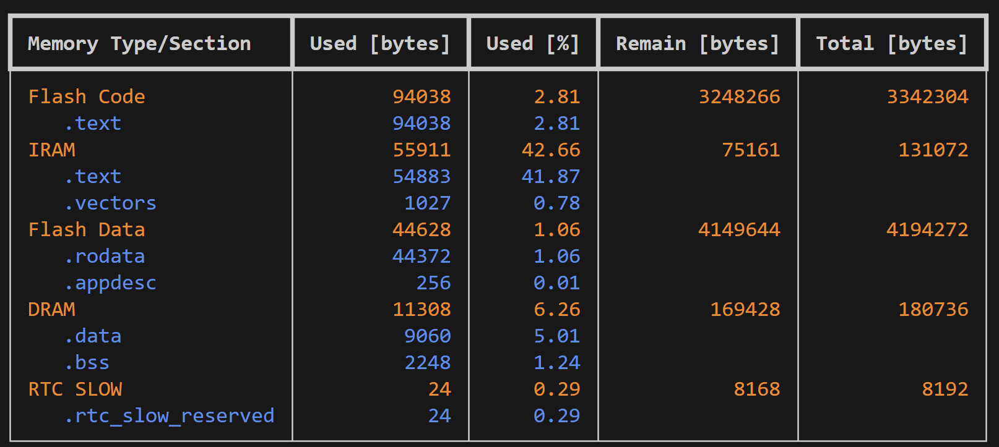 Memory Type/Section Used [bytes] Used [%] Remain [bytes] Total [bytes]
Flash Code 94038 2.81 3248266 3342304
.text 94038 2.81
IRAM 55911 42.66 75161 131072
.text 54883 41.87
.vectors 1027 0.78
Flash Data 44628 1.06 4149644 4194272
.rodata 44372 1.06
.appdesc 256 0.01
DRAM 11308 6.26 169428 180736
.data 9060 5.01
.bss 2248 1.24
RTC SLOW 24 0.29 8168 8192
.rtc_slow_reserved 24 0.29